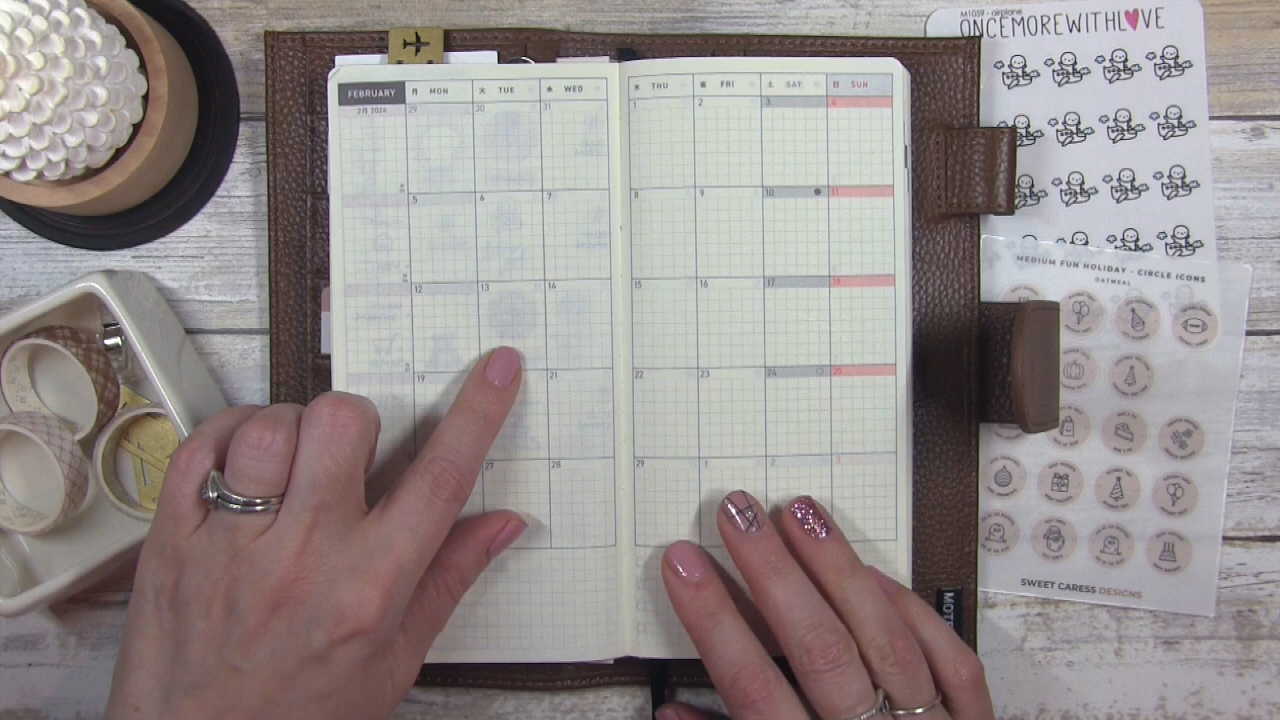 M1059 - airplane
ONCEMOREWITHLOVE
FEBRUARY 月 MON 火 TUE 水 WED 木 THU 金 FRI 土 SAT 日 SUN
2月 2024 29 30 31 1 2 3 4
5 6 7 8 9 10 11
12 13 14 15 16 17 18
19 21 22 23 24 25
27 28 29 1 2 3
MEDIUM FUN HOLIDAY - CIRCLE ICONS
OATMEAL
SWEET CARESS DESIGNS